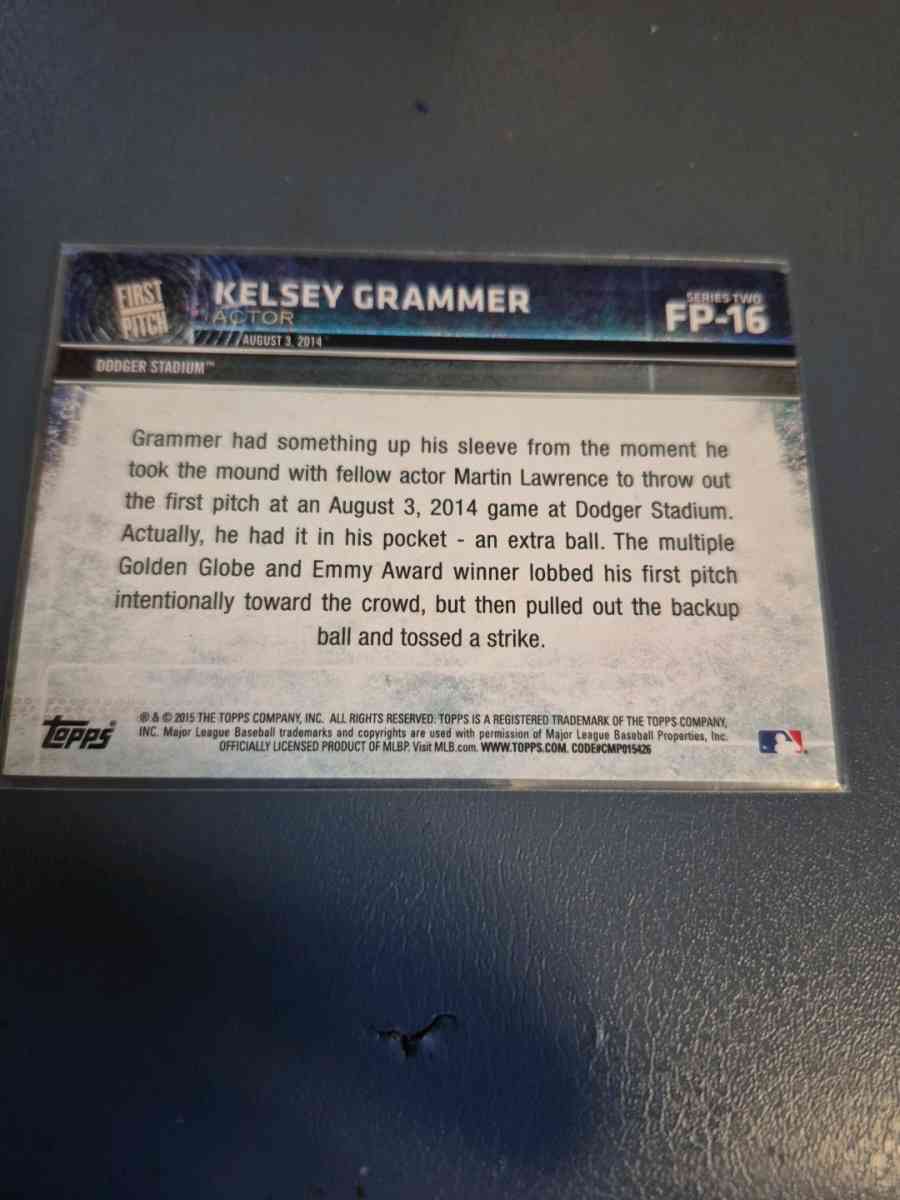 FIRST
PITCH
KELSEY GRAMMER
ACTOR
AUGUST 3, 2014
SERIES TWO
FP-16
DODGER STADIUM™
Grammer had something up his sleeve from the moment he
took the mound with fellow actor Martin Lawrence to throw out
the first pitch at an August 3, 2014 game at Dodger Stadium.
Actually, he had it in his pocket - an extra ball. The multiple
Golden Globe and Emmy Award winner lobbed his first pitch
intentionally toward the crowd, but then pulled out the backup
ball and tossed a strike.
Topps®
® & © 2015 THE TOPPS COMPANY, INC. ALL RIGHTS RESERVED. TOPPS IS A REGISTERED TRADEMARK OF THE TOPPS COMPANY,
INC. Major League Baseball trademarks and copyrights are used with permission of Major League Baseball Properties, Inc.
OFFICIALLY LICENSED PRODUCT OF MLBP. Visit MLB.com. WWW.TOPPS.COM. CODE#CMP015426